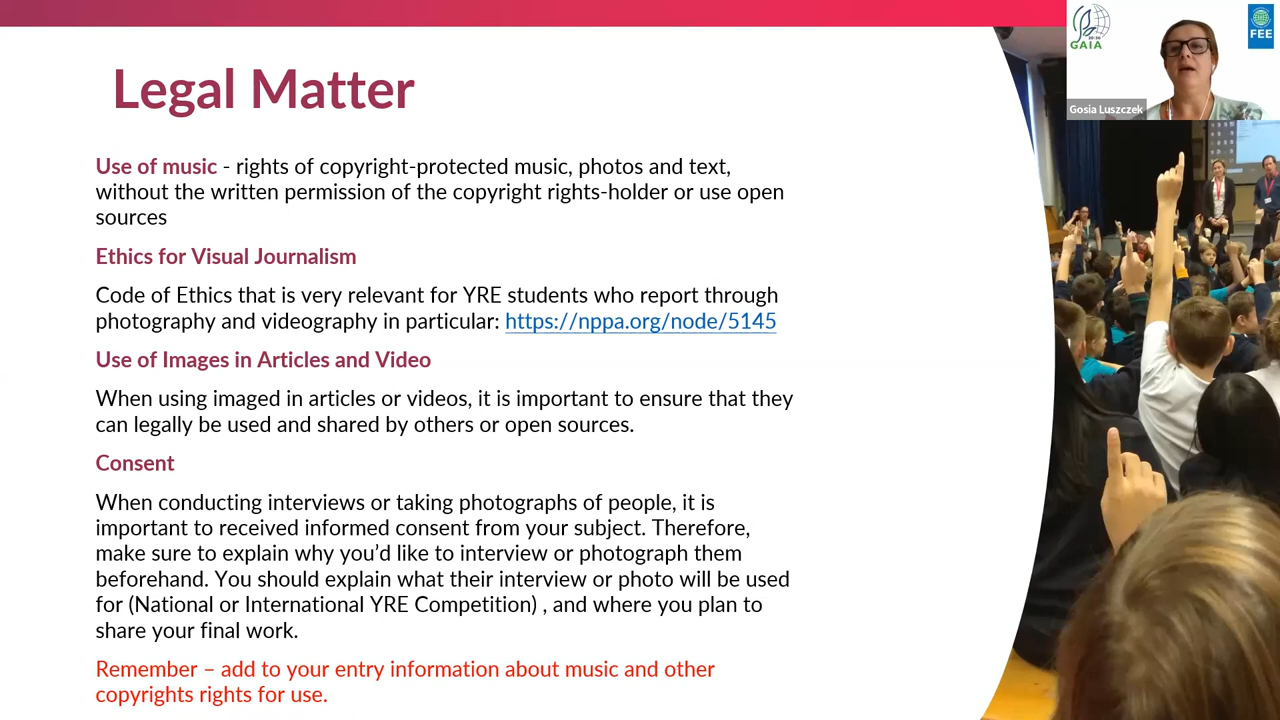 Legal Matter
Use of music - rights of copyright-protected music, photos and text,
without the written permission of the copyright rights-holder or use open
sources
Ethics for Visual Journalism
Code of Ethics that is very relevant for YRE students who report through
photography and videography in particular: https://nppa.org/node/5145
Use of Images in Articles and Video
When using imaged in articles or videos, it is important to ensure that they
can legally be used and shared by others or open sources.
Consent
When conducting interviews or taking photographs of people, it is
important to received informed consent from your subject. Therefore,
make sure to explain why you’d like to interview or photograph them
beforehand. You should explain what their interview or photo will be used
for (National or International YRE Competition) , and where you plan to
share your final work.
Remember – add to your entry information about music and other
copyrights rights for use.
GAIA
FEE
Gosia Luszczek